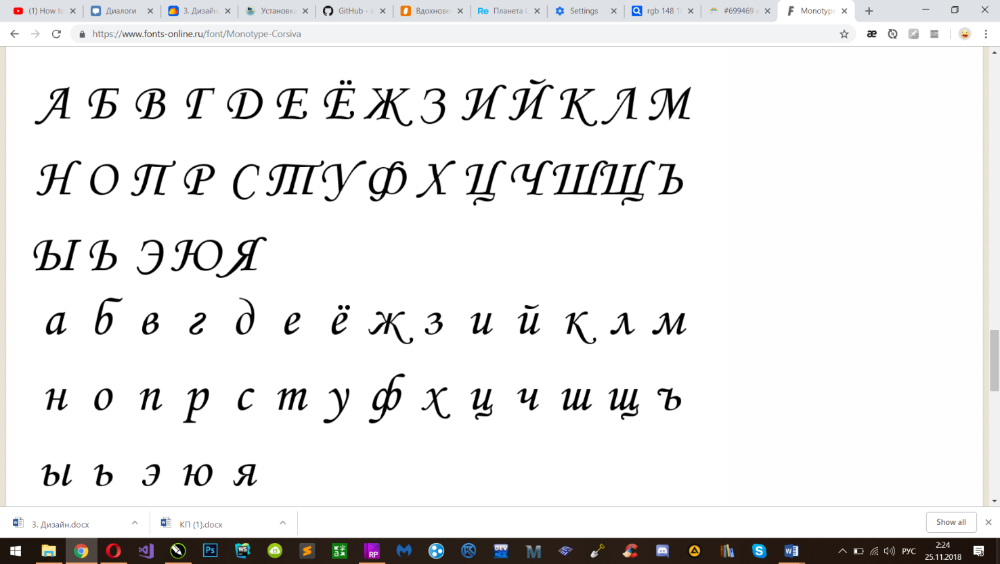 (1) How to
Диалоги
3. Дизайн.
Установка
GitHub - d
Вдохнове
Re Планета С
Settings
rgb 148 1
#699469
F Monotype
https://www.fonts-online.ru/font/Monotype-Corsiva
А Б В Г Д Е Ё Ж З И Й К Л М
Н О П Р С Т У Ф Х Ц Ч Ш Щ Ъ
Ы Ь Э Ю Я
а б в г д е ё ж з и й к л м
н о п р с т у ф х ц ч ш щ ъ
ы ь э ю я
3. Дизайн.docx
КП (1).docx
Show all
РУС
2:24
25.11.2018